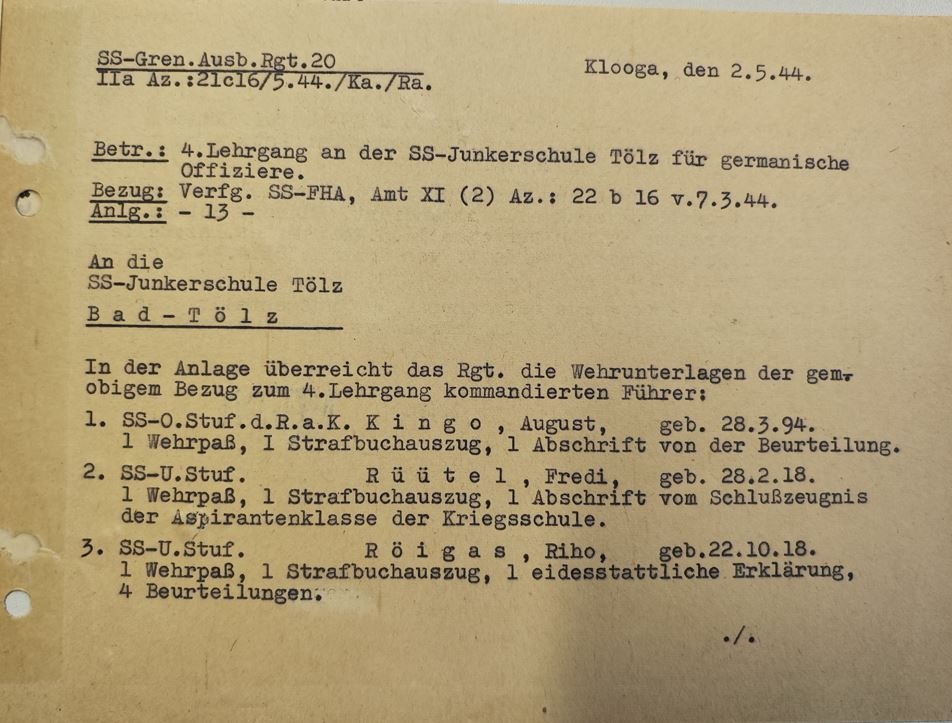 SS-Gren.Ausb.Rgt.20
IIa Az.:21c16/5.44./Ka./Ra.
Klooga, den 2.5.44.
Betr.: 4.Lehrgang an der SS-Junkerschule Tölz für germanische
Offiziere.
Bezug: Verfg. SS-FHA, Amt XI (2) Az.: 22 b 16 v.7.3.44.
Anlg.: - 13 -
An die
SS-Junkerschule Tölz
B a d - T ö l z
In der Anlage überreicht das Rgt. die Wehrunterlagen der gem.
obigem Bezug zum 4.Lehrgang kommandierten Führer:
1. SS-O.Stuf.d.R.a.K. K i n g o , August, geb. 28.3.94.
1 Wehrpaß, I Strafbuchauszug, 1 Abschrift von der Beurteilung.
2. SS-U.Stuf. R ü ü t e l , Fredi, geb. 28.2.18.
1 Wehrpaß, 1 Strafbuchauszug, 1 Abschrift vom Schlußzeugnis
der Aspirantenklasse der Kriegsschule.
3. SS-U.Stuf. R ö i g a s , Riho, geb.22.10.18.
1 Wehrpaß, 1 Strafbuchauszug, 1 eidesstattliche Erklärung,
4 Beurteilungen.
./.